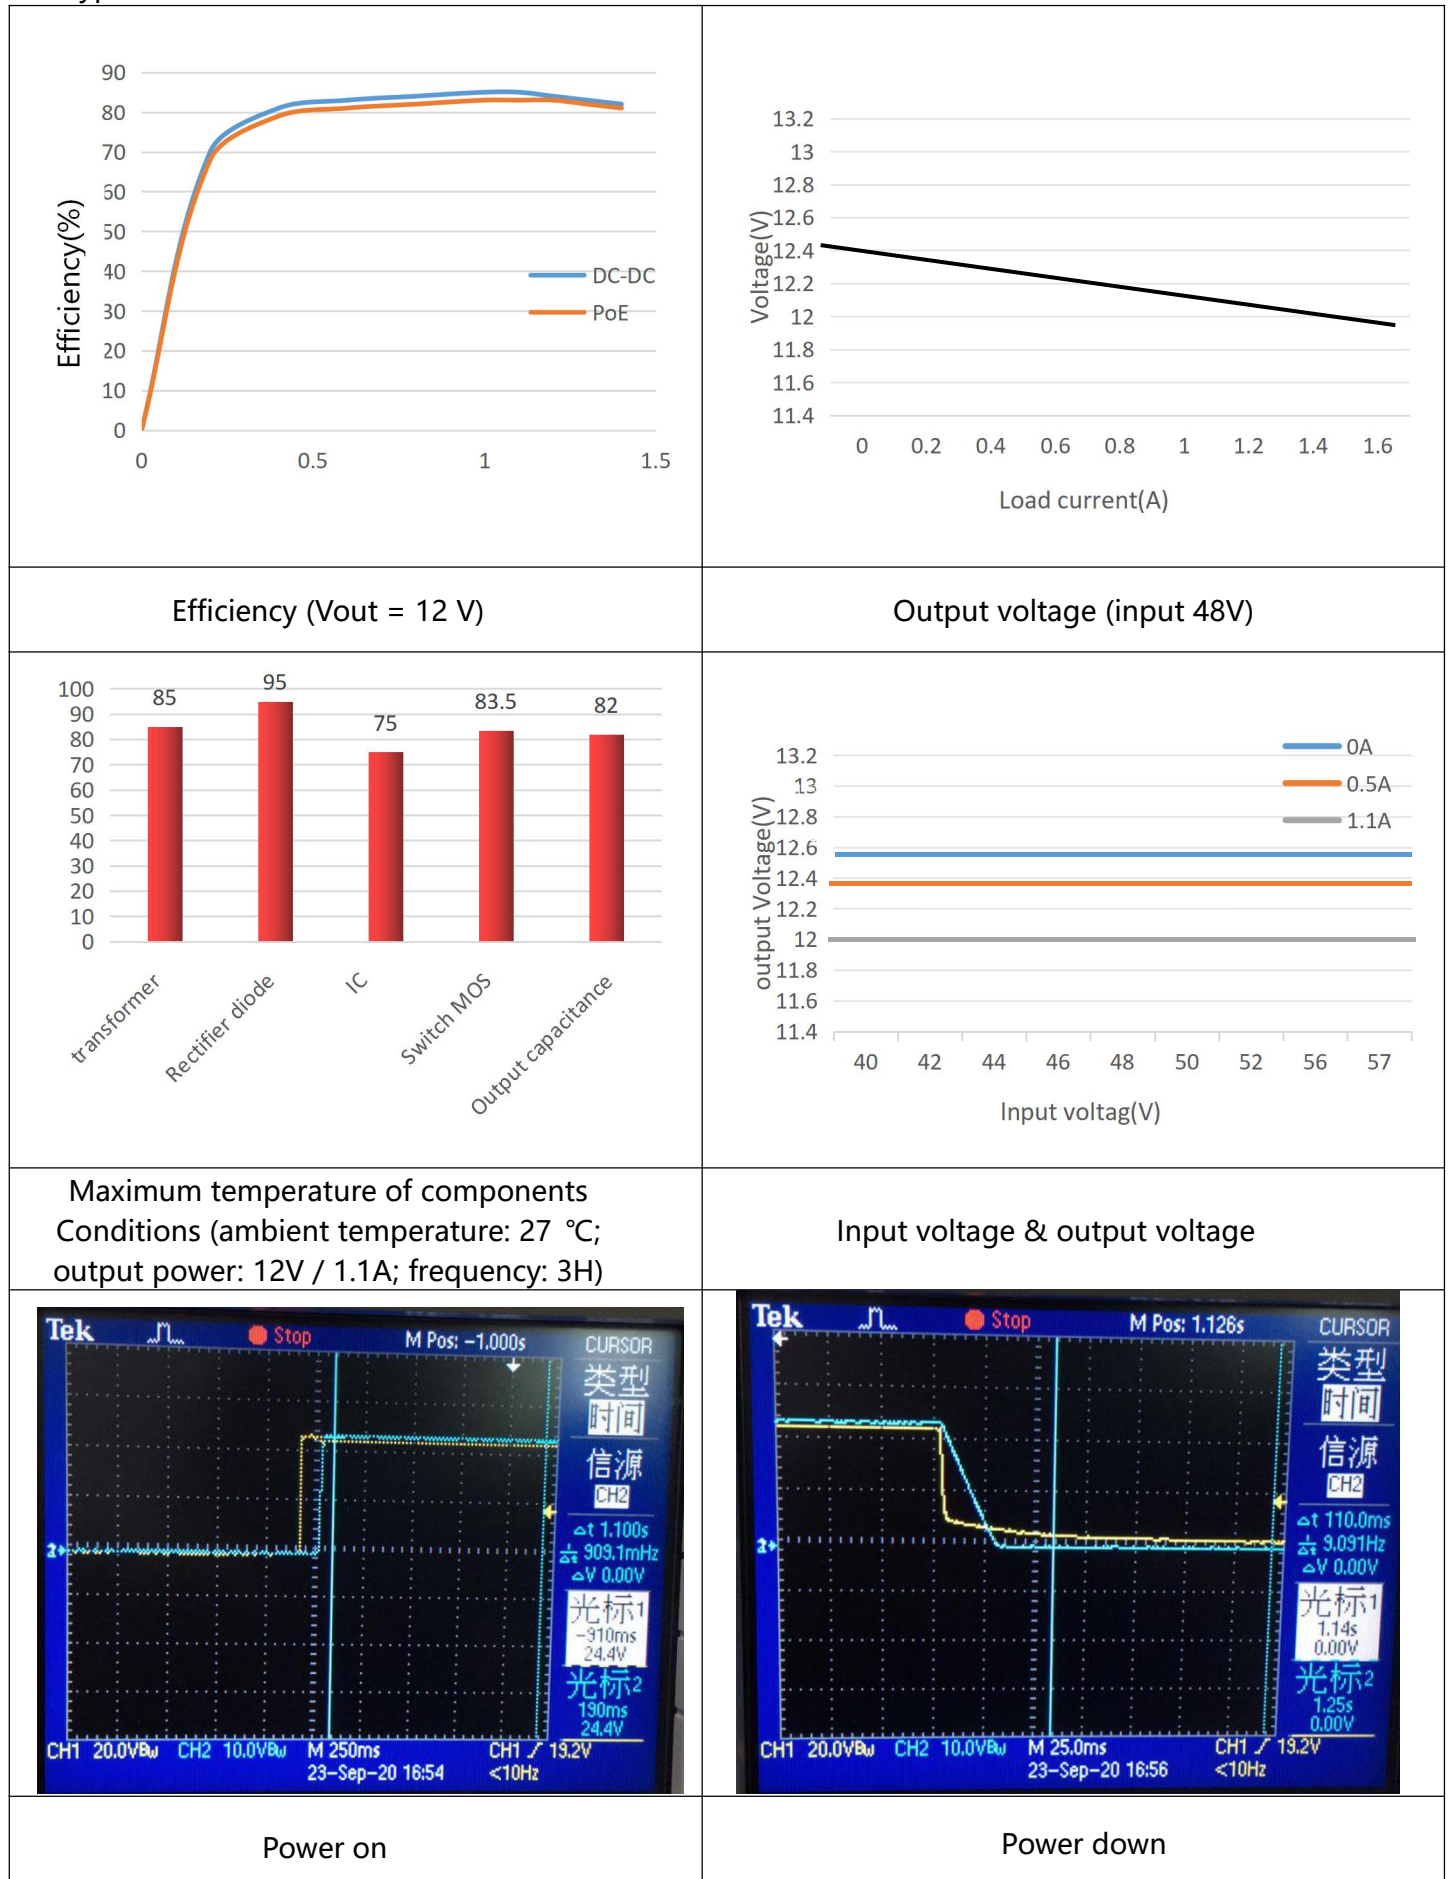 90
80
70
60
50
40
30
20
10
0
Efficiency(%)
DC-DC
PoE
0 0.5 1 1.5
13.2
13
12.8
12.6
12.4
12.2
12
11.8
11.6
11.4
Voltage(V)
0 0.2 0.4 0.6 0.8 1 1.2 1.4 1.6
Load current(A)
Efficiency (Vout = 12 V)
Output voltage (input 48V)
100
90
80
70
60
50
40
30
20
10
0
85
95
75
83.5
82
transformer
Rectifier diode
IC
Switch MOS
Output capacitance
13.2
13
12.8
12.6
12.4
12.2
12
11.8
11.6
11.4
output Voltage(V)
0A
0.5A
1.1A
40 42 44 46 48 50 52 56 57
Input voltag(V)
Maximum temperature of components
Conditions (ambient temperature: 27 ℃;
output power: 12V / 1.1A; frequency: 3H)
Input voltage & output voltage
Tek Stop M Pos: -1.000s CURSOR
类型
时间
信源
CH2
△t 1.100s
1/△t 909.1mHz
△V 0.00V
光标1
-910ms
24.4V
光标2
190ms
24.4V
2
CH1 20.0VBw CH2 10.0VBw M 250ms CH1 19.2V
23-Sep-20 16:54 <10Hz
Tek Stop M Pos: 1.126s CURSOR
类型
时间
信源
CH2
△t 110.0ms
1/△t 9.091Hz
△V 0.00V
光标1
1.14s
0.00V
光标2
1.25s
0.00V
2
CH1 20.0VBw CH2 10.0VBw M 25.0ms CH1 19.2V
23-Sep-20 16:56 <10Hz
Power on
Power down